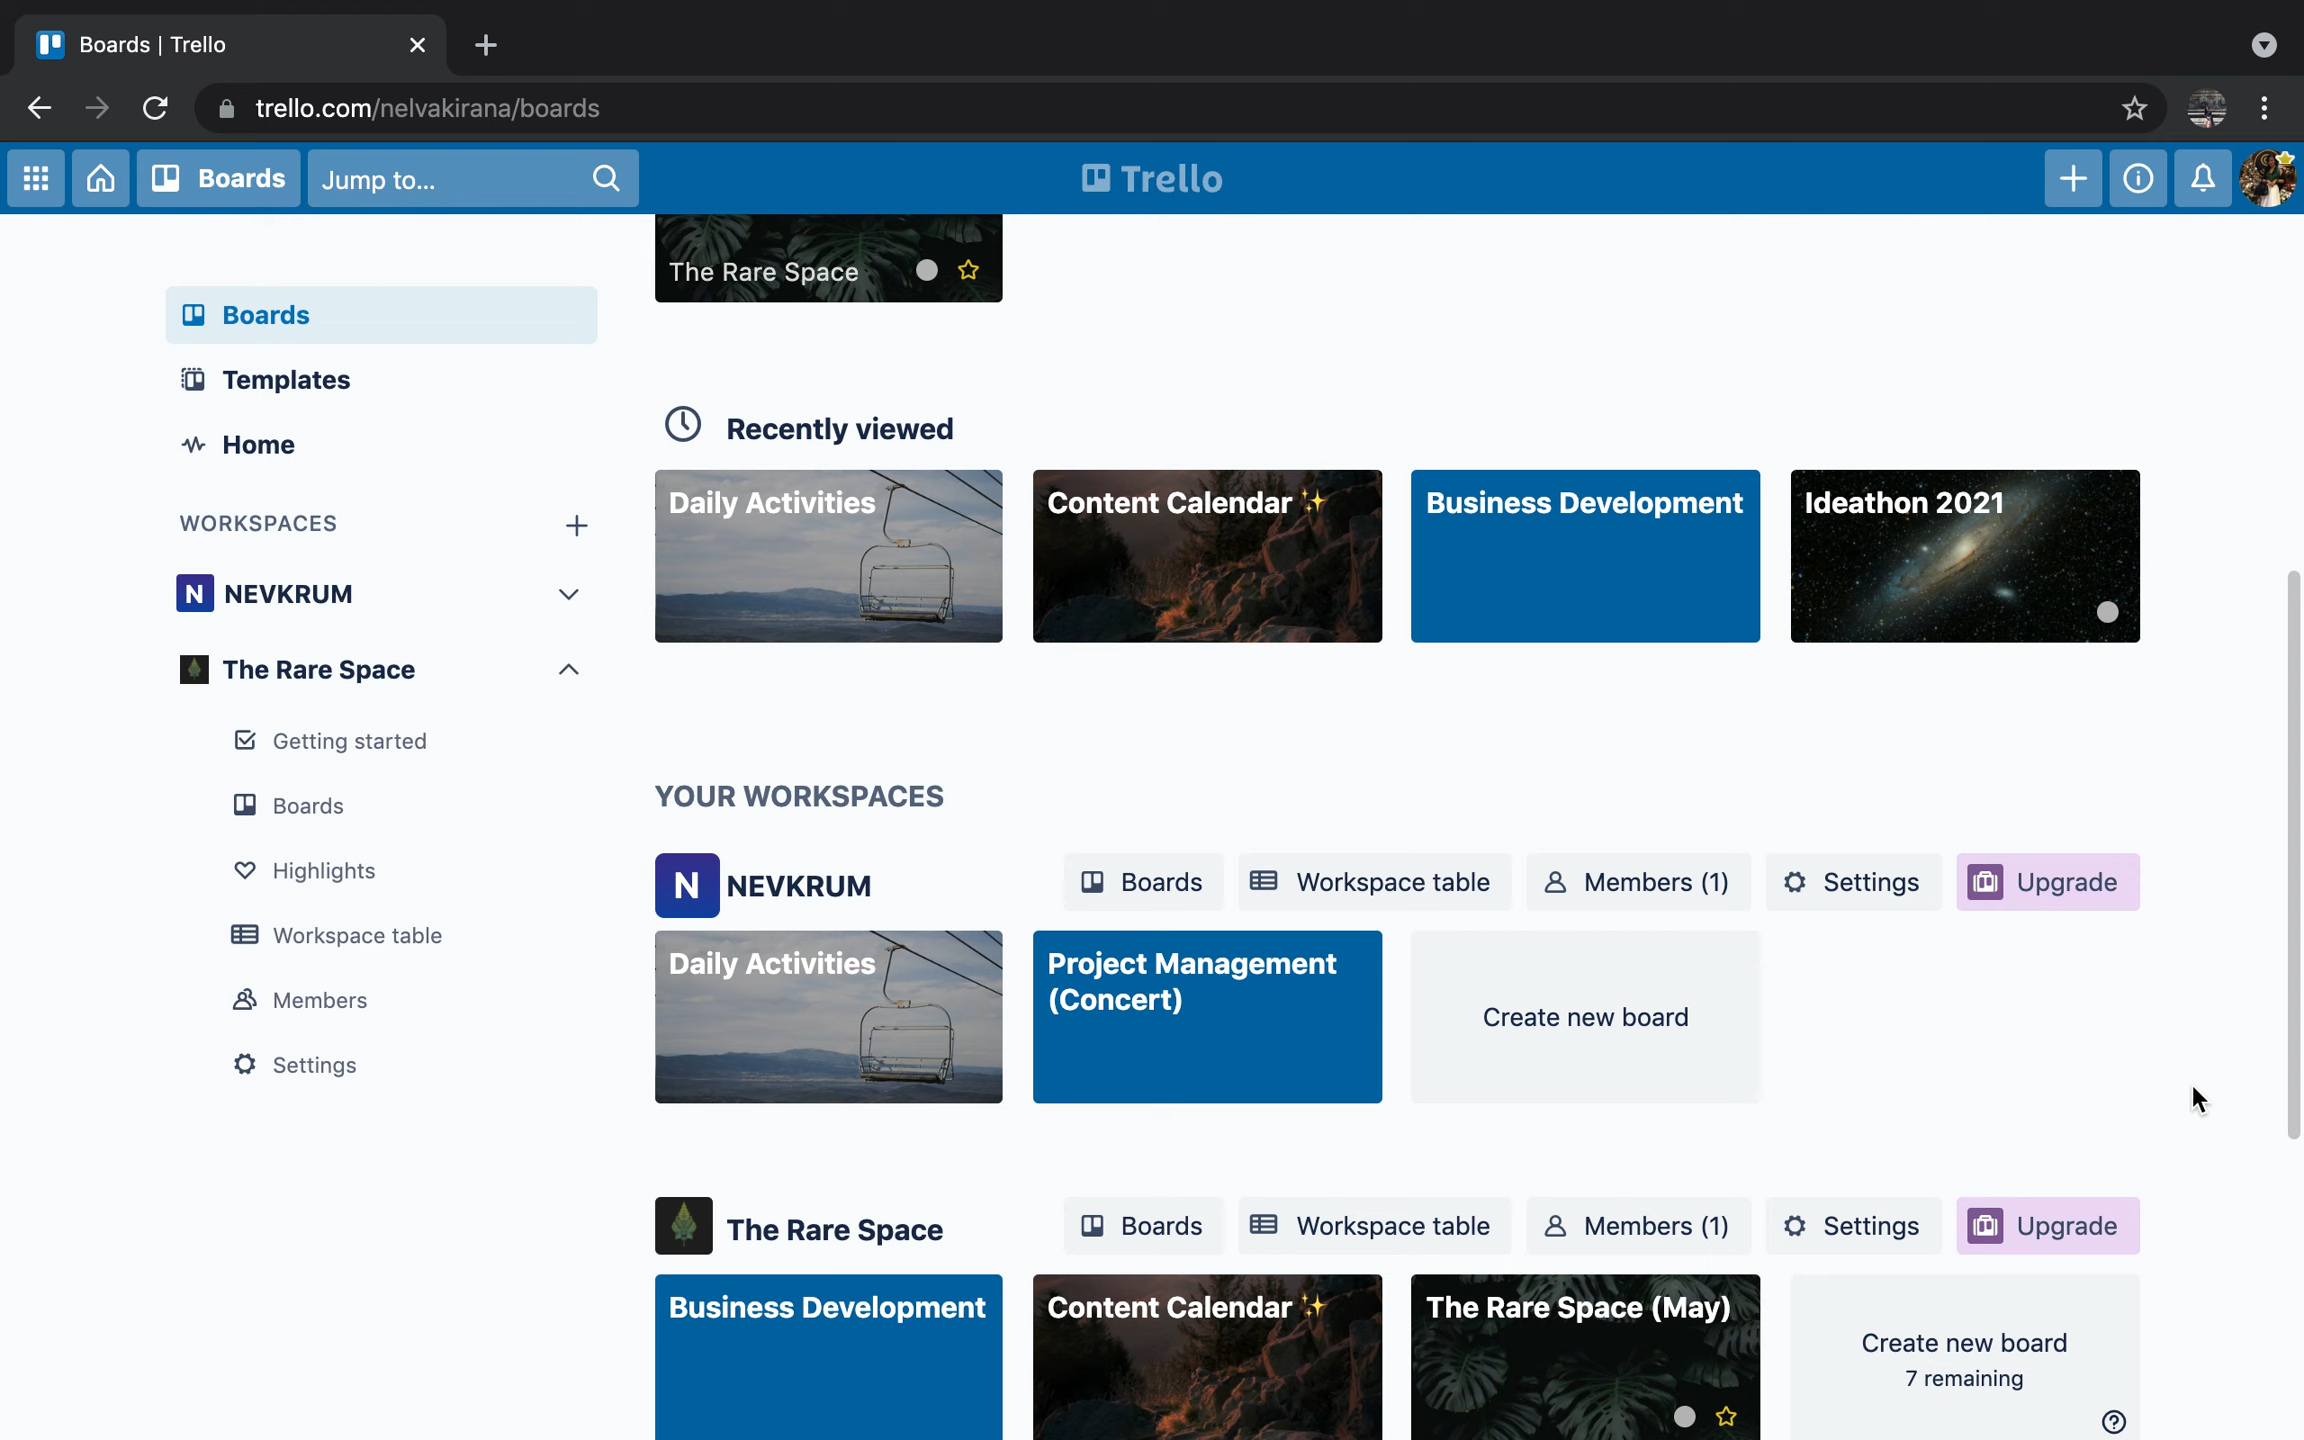 Boards | Trello
trello.com/nelvakirana/boards
Boards
Jump to...
Trello
The Rare Space
Boards
Templates
Home
WORKSPACES
N NEVKRUM
The Rare Space
Getting started
Boards
Highlights
Workspace table
Members
Settings
Recently viewed
Daily Activities
Content Calendar ✨
Business Development
Ideathon 2021
YOUR WORKSPACES
N NEVKRUM
Boards
Workspace table
Members (1)
Settings
Upgrade
Daily Activities
Project Management
(Concert)
Create new board
The Rare Space
Boards
Workspace table
Members (1)
Settings
Upgrade
Business Development
Content Calendar ✨
The Rare Space (May)
Create new board
7 remaining